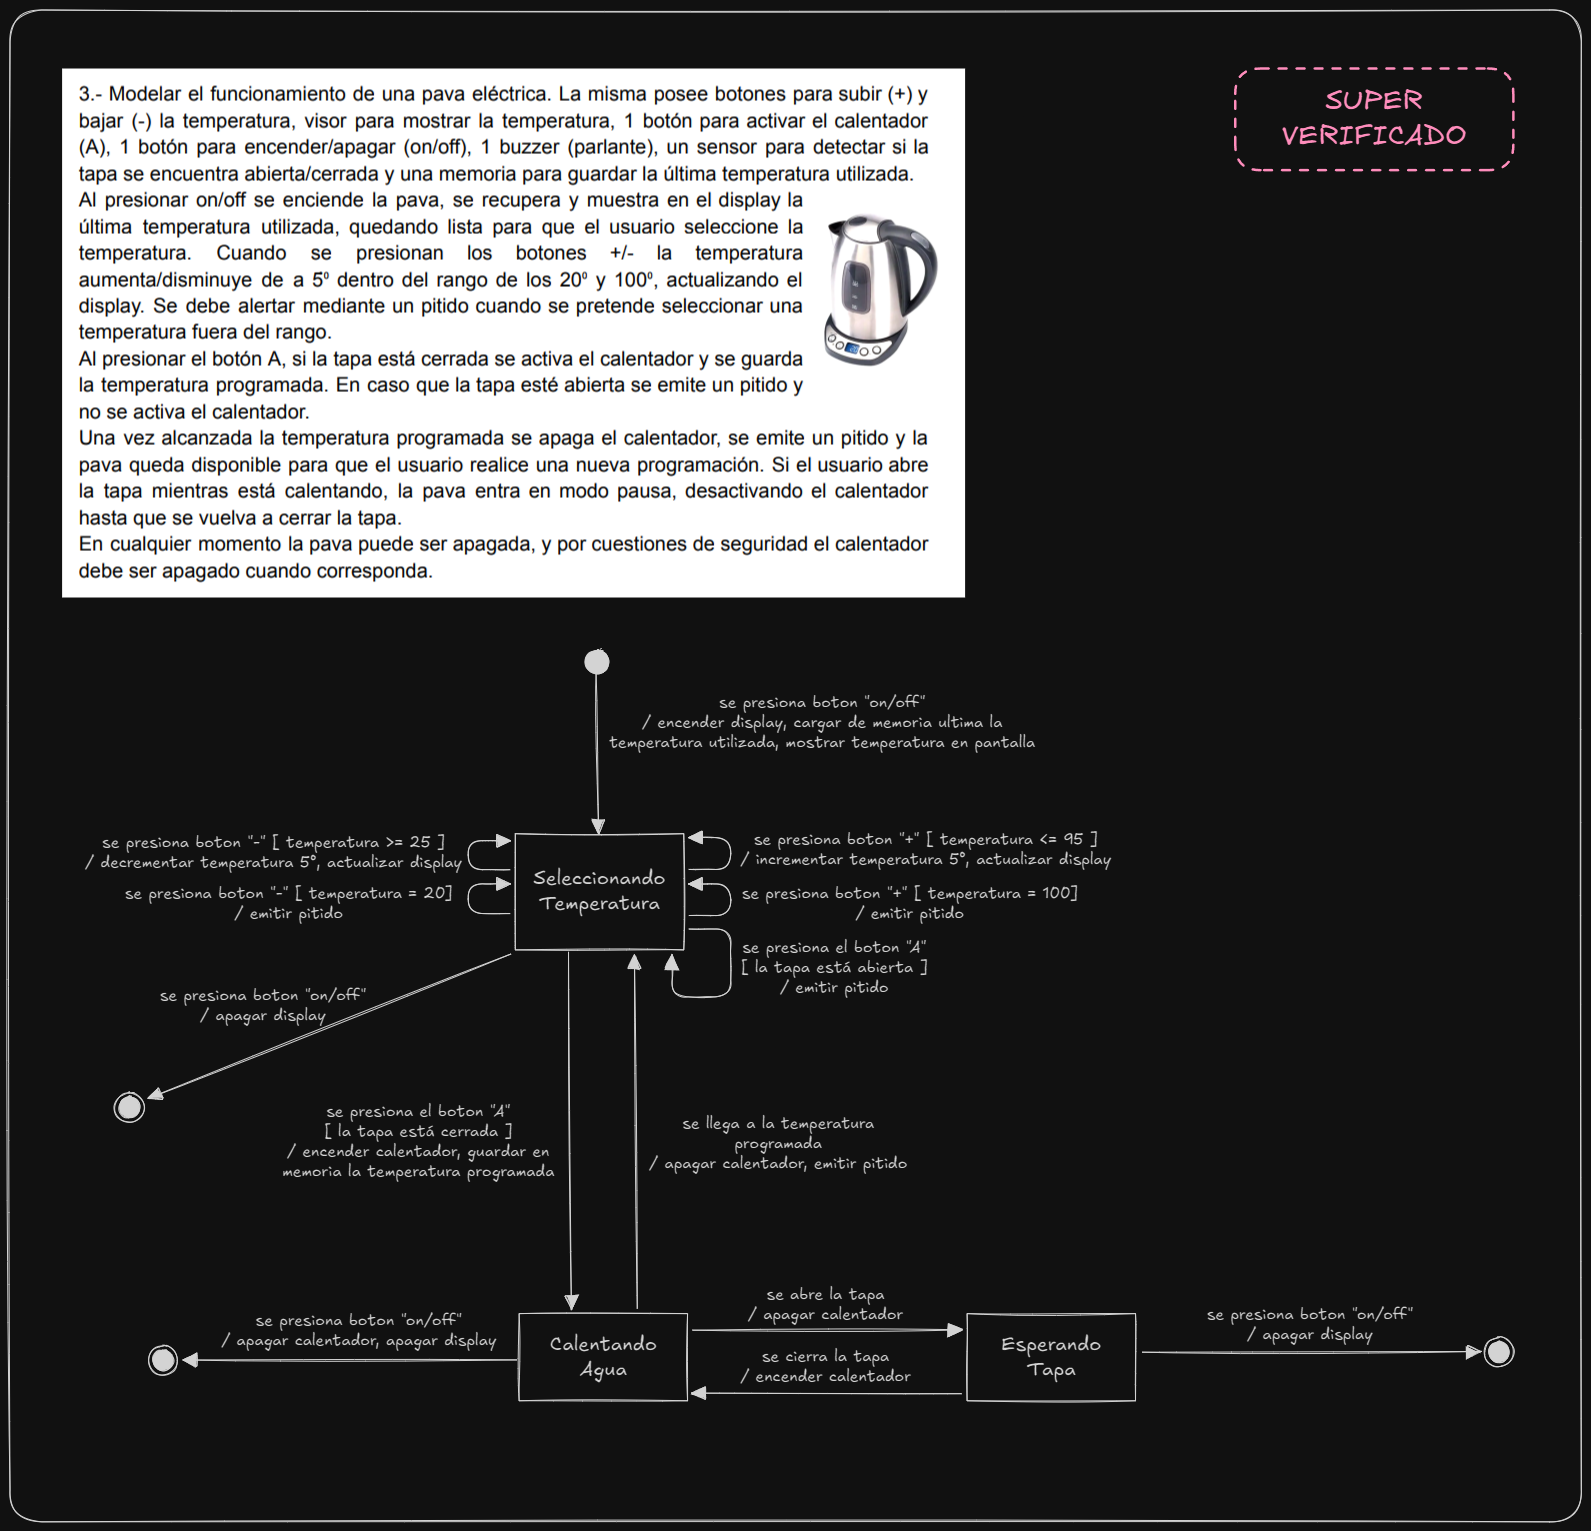 3.- Modelar el funcionamiento de una pava eléctrica. La misma posee botones para subir (+) y
bajar (-) la temperatura, visor para mostrar la temperatura, 1 botón para activar el calentador
(A), 1 botón para encender/apagar (on/off), 1 buzzer (parlante), un sensor para detectar si la
tapa se encuentra abierta/cerrada y una memoria para guardar la última temperatura utilizada.
Al presionar on/off se enciende la pava, se recupera y muestra en el display la
última temperatura utilizada, quedando lista para que el usuario seleccione la
temperatura. Cuando se presionan los botones +/- la temperatura
aumenta/disminuye de a 5º dentro del rango de los 20º y 100º, actualizando el
display. Se debe alertar mediante un pitido cuando se pretende seleccionar una
temperatura fuera del rango.
Al presionar el botón A, si la tapa está cerrada se activa el calentador y se guarda
la temperatura programada. En caso que la tapa esté abierta se emite un pitido y
no se activa el calentador.
Una vez alcanzada la temperatura programada se apaga el calentador, se emite un pitido y la
pava queda disponible para que el usuario realice una nueva programación. Si el usuario abre
la tapa mientras está calentando, la pava entra en modo pausa, desactivando el calentador
hasta que se vuelva a cerrar la tapa.
En cualquier momento la pava puede ser apagada, y por cuestiones de seguridad el calentador
debe ser apagado cuando corresponda.
SUPER
VERIFICADO
se presiona boton "on/off"
/ encender display, cargar de memoria ultima la
temperatura utilizada, mostrar temperatura en pantalla
se presiona boton "-" [ temperatura >= 25 ]
/ decrementar temperatura 5°, actualizar display
se presiona boton "-" [ temperatura = 20]
/ emitir pitido
Seleccionando
Temperatura
se presiona boton "+" [ temperatura <= 95 ]
/ incrementar temperatura 5°, actualizar display
se presiona boton "+" [ temperatura = 100]
/ emitir pitido
se presiona el boton "A"
[ la tapa está abierta ]
/ emitir pitido
se presiona boton "on/off"
/ apagar display
se presiona el boton "A"
[ la tapa está cerrada ]
/ encender calentador, guardar en
memoria la temperatura programada
se llega a la temperatura
programada
/ apagar calentador, emitir pitido
se presiona boton "on/off"
/ apagar calentador, apagar display
Calentando
Agua
se abre la tapa
/ apagar calentador
se cierra la tapa
/ encender calentador
Esperando
Tapa
se presiona boton "on/off"
/ apagar display